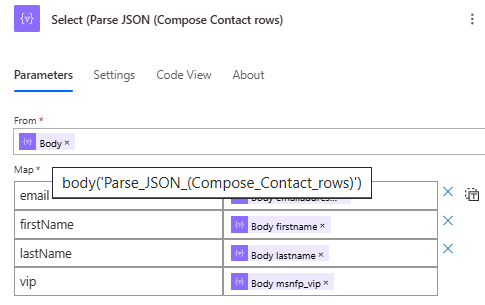 Select (Parse JSON (Compose Contact rows)
Parameters Settings Code View About
From *
Body ×
Map *
body('Parse_JSON_(Compose_Contact_rows)')
email Body emailaddres... ×
firstName Body firstname ×
lastName Body lastname ×
vip Body msnfp_vip ×